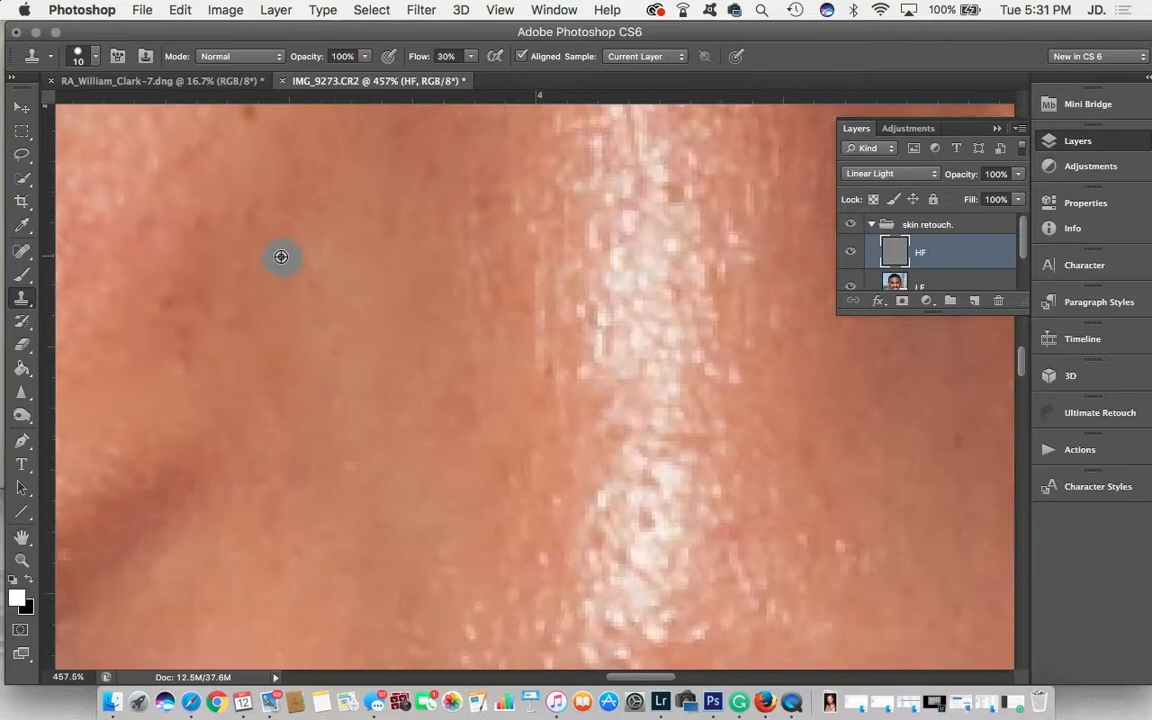 Photoshop File Edit Image Layer Type Select Filter 3D View Window Help 100% Tue 5:31 PM JD.
Adobe Photoshop CS6
10 Mode: Normal Opacity: 100% Flow: 30% Aligned Sample: Current Layer New in CS 6
RA_William_Clark-7.dng @ 16.7% (RGB/8*) * IMG_9273.CR2 @ 457% (HF, RGB/8*) *
4
Layers Adjustments
Kind
Linear Light Opacity: 100%
Lock: Fill: 100%
skin retouch.
HF
LF
Mini Bridge
Layers
Adjustments
Properties
Info
Character
Paragraph Styles
Timeline
3D
Ultimate Retouch
Actions
Character Styles
457.5% Doc: 12.5M/37.6M